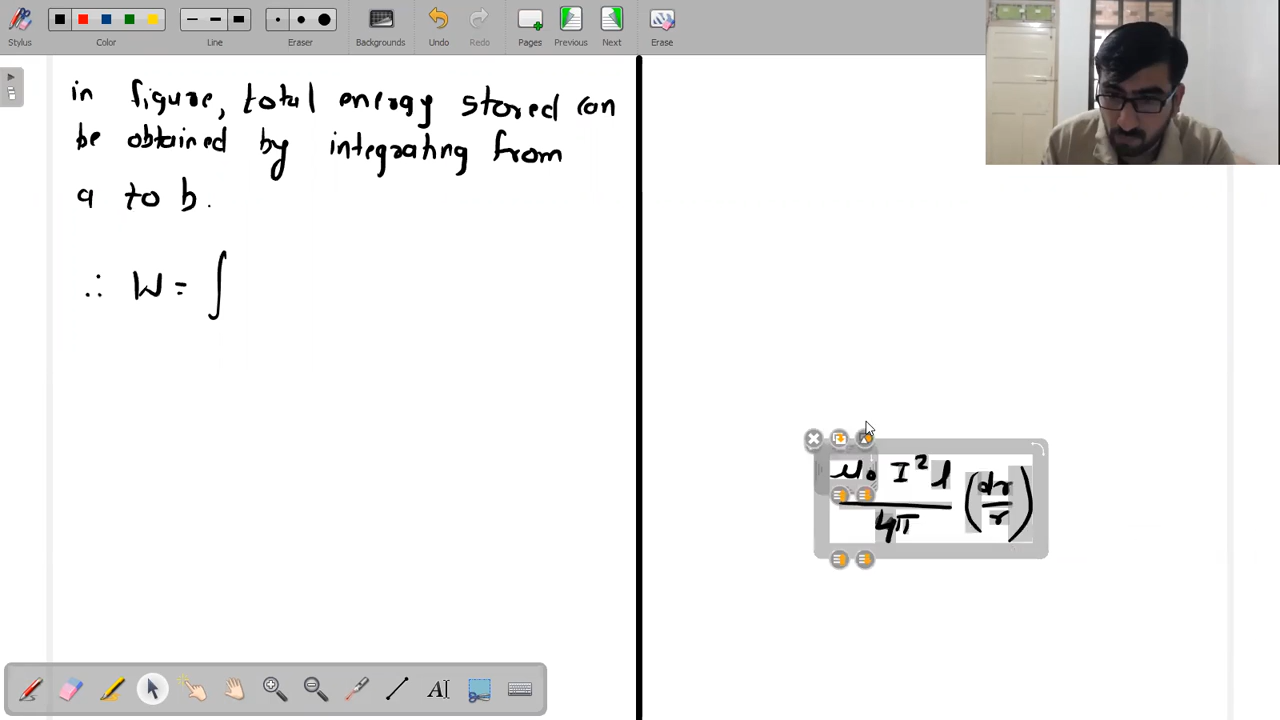 Stylus
Color
Line
Eraser
Backgrounds
Undo
Redo
Pages
Previous
Next
Erase
in figure, total energy stored can
be obtained by integrating from
a to b.
∴ W = ∫
μ₀ I² l / 4π (dr/r)
AI